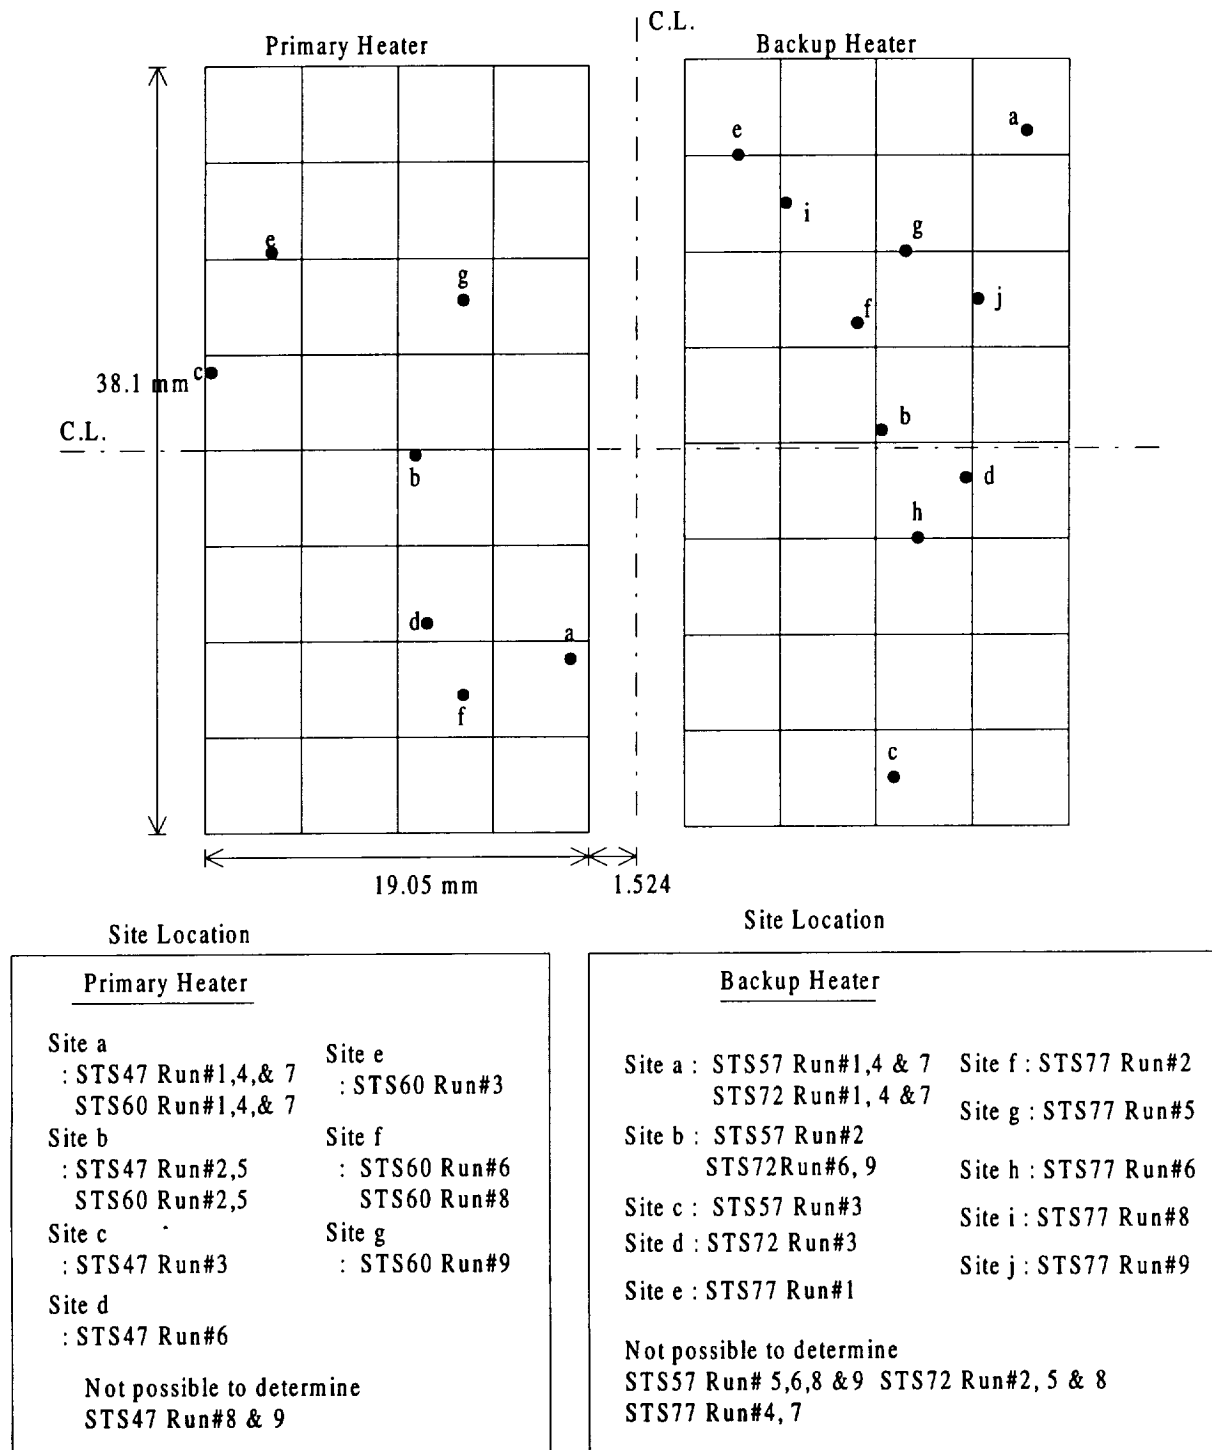 C.L.
Primary Heater
Backup Heater
a
e
i
g
e
g
j
f
c
38.1 mm
b
C.L.
b
d
h
d
a
f
c
19.05 mm
1.524
Site Location
Site Location
Primary Heater
Site a
: STS47 Run#1,4,& 7
STS60 Run#1,4,& 7
Site b
: STS47 Run#2,5
STS60 Run#2,5
Site c
: STS47 Run#3
Site d
: STS47 Run#6
Site e
: STS60 Run#3
Site f
: STS60 Run#6
STS60 Run#8
Site g
: STS60 Run#9
Not possible to determine
STS47 Run#8 & 9
Backup Heater
Site a : STS57 Run#1,4 & 7
STS72 Run#1, 4 &7
Site b : STS57 Run#2
STS72Run#6, 9
Site c : STS57 Run#3
Site d : STS72 Run#3
Site e : STS77 Run#1
Site f : STS77 Run#2
Site g : STS77 Run#5
Site h : STS77 Run#6
Site i : STS77 Run#8
Site j : STS77 Run#9
Not possible to determine
STS57 Run# 5,6,8 &9 STS72 Run#2, 5 & 8
STS77 Run#4, 7